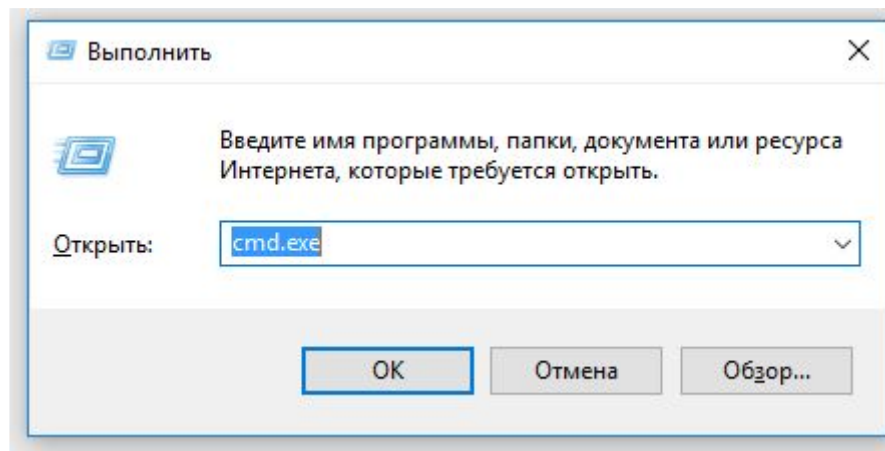 Выполнить
Введите имя программы, папки, документа или ресурса
Интернета, которые требуется открыть.
Открыть:
cmd.exe
OK
Отмена
Обзор...